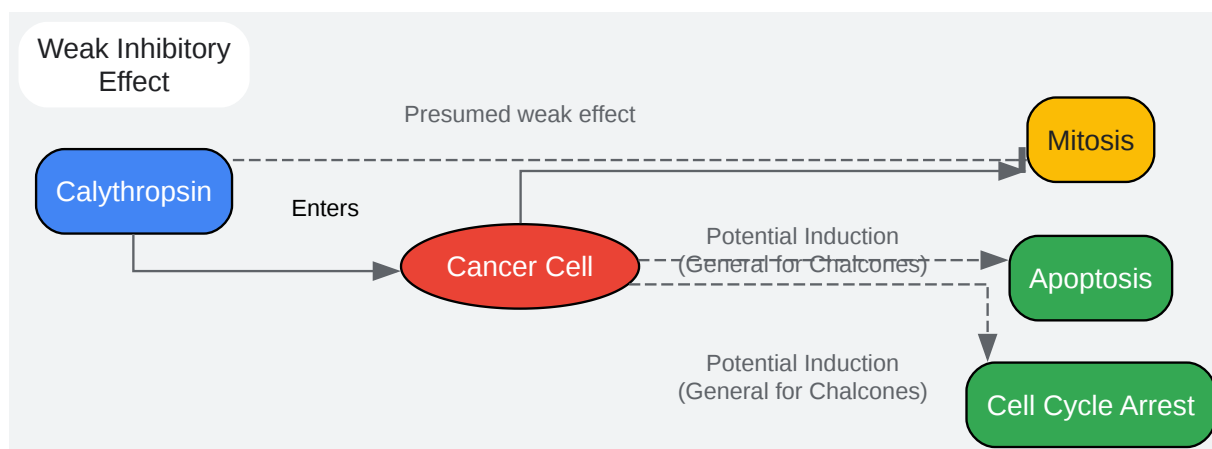 Weak Inhibitory
Effect
Presumed weak effect
Mitosis
Calythropsin
Enters
Cancer Cell
Potential Induction
(General for Chalcones)
Apoptosis
Potential Induction
(General for Chalcones)
Cell Cycle Arrest